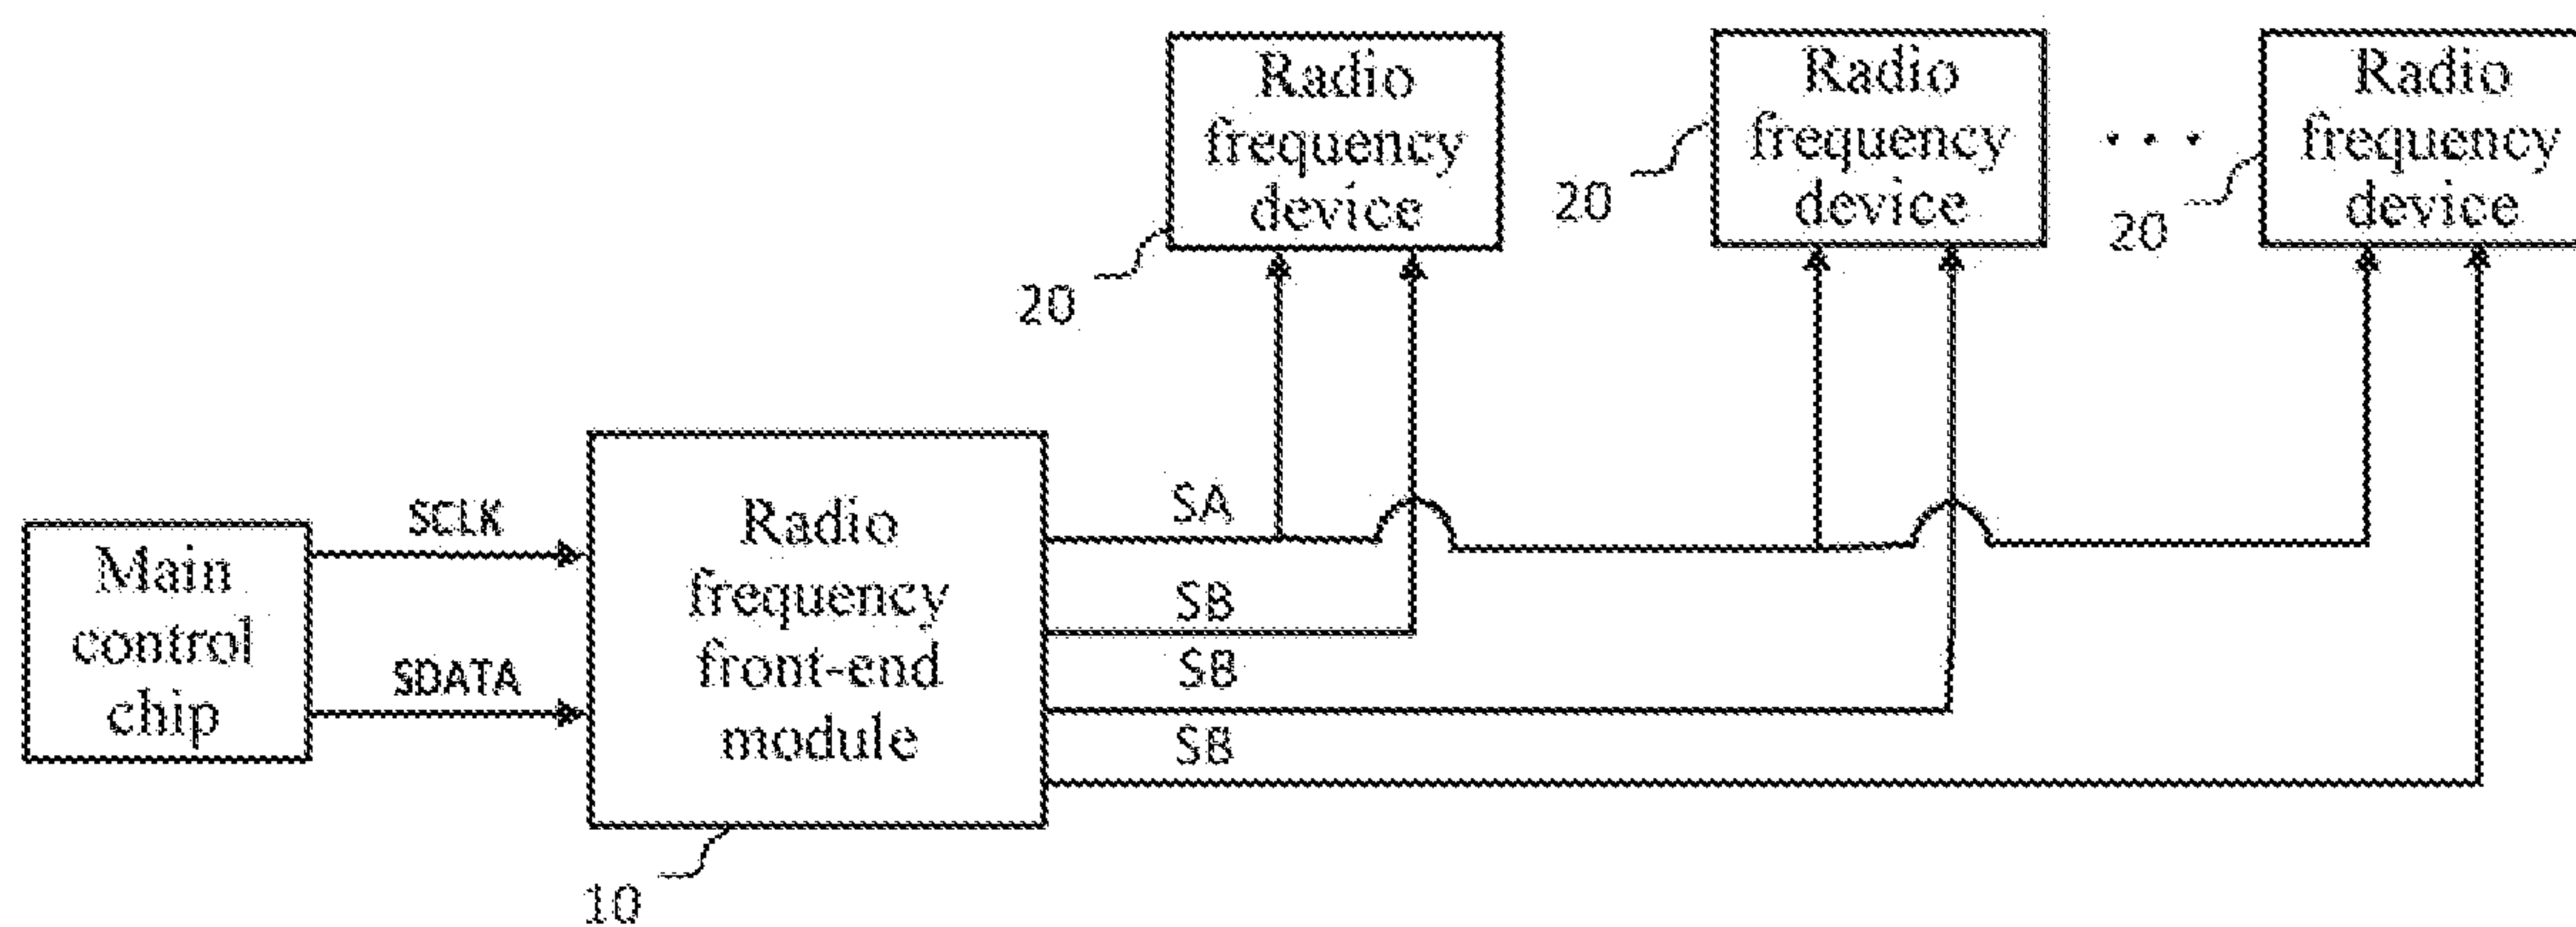 Radio
frequency
device
20
Radio
frequency
device
20
. . .
Radio
frequency
device
20
Main
control
chip
SCLK
SDATA
Radio
frequency
front-end
module
10
SA
SB
SB
SB